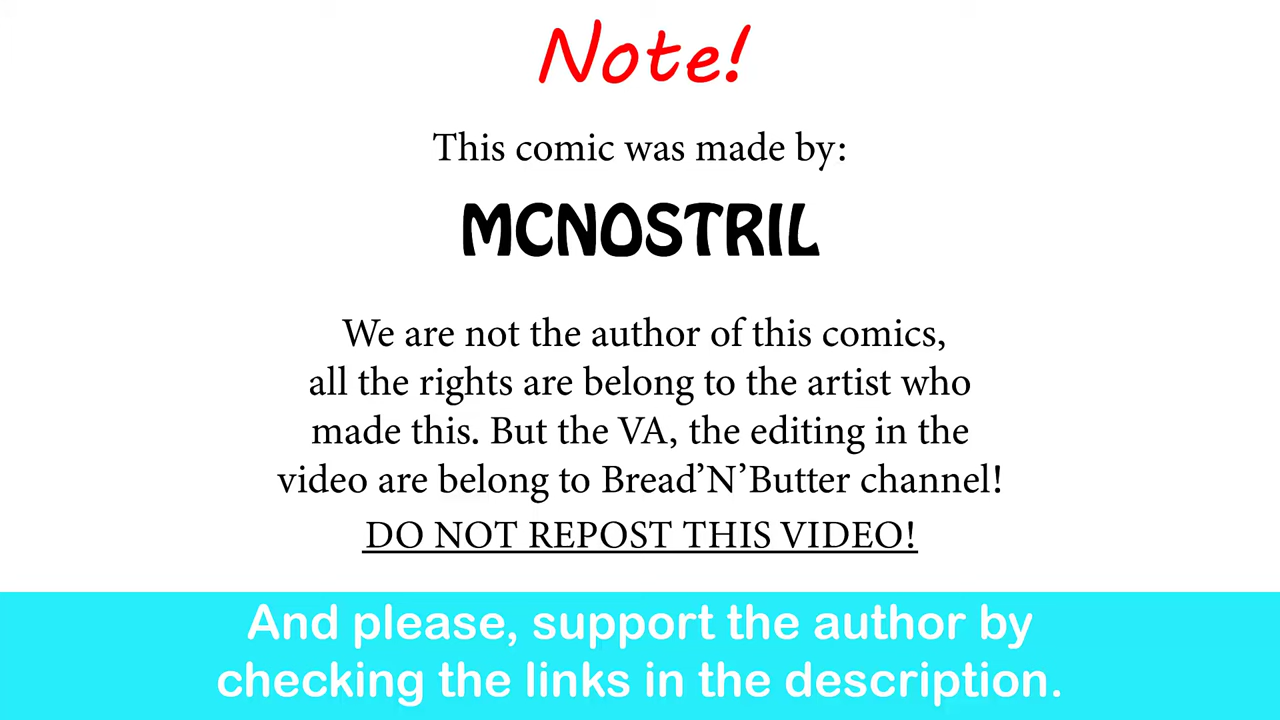 Note!
This comic was made by:
MCNOSTRIL
We are not the author of this comics,
all the rights are belong to the artist who
made this. But the VA, the editing in the
video are belong to Bread’N’Butter channel!
DO NOT REPOST THIS VIDEO!
And please, support the author by
checking the links in the description.